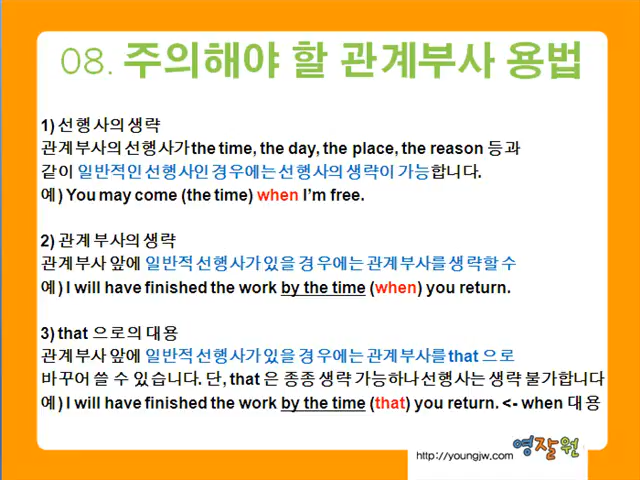 08. 주의해야 할 관계부사 용법
1) 선행사의 생략
관계부사의 선행사가 the time, the day, the place, the reason 등과
같이 일반적인 선행사인 경우에는 선행사의 생략이 가능합니다.
예) You may come (the time) when I'm free.
2) 관계부사의 생략
관계부사 앞에 일반적 선행사가 있을 경우에는 관계부사를 생략할 수
예) I will have finished the work by the time (when) you return.
3) that 으로의 대용
관계부사 앞에 일반적 선행사가 있을 경우에는 관계부사를 that 으로
바꾸어 쓸 수 있습니다. 단, that 은 종종 생략 가능하나 선행사는 생략 불가합니다
예) I will have finished the work by the time (that) you return. <- when 대용
http://youngjw.com 영잘원